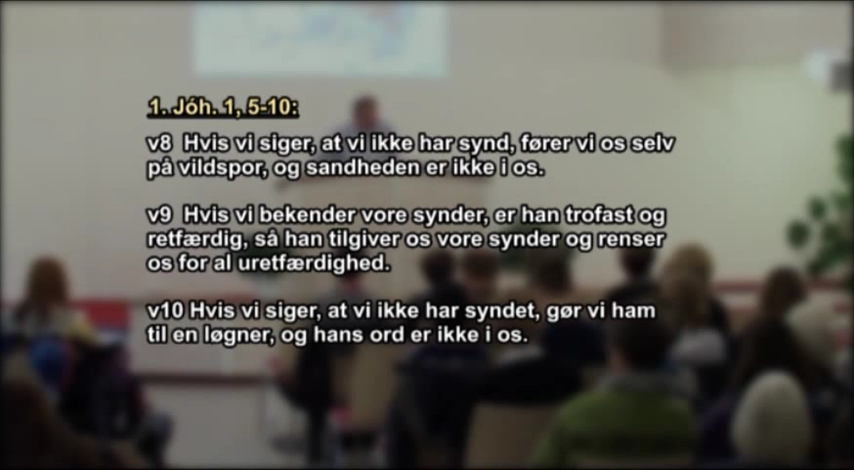 1. Jóh. 1, 5-10:
v8 Hvis vi siger, at vi ikke har synd, fører vi os selv
på vildspor, og sandheden er ikke i os.
v9 Hvis vi bekender vore synder, er han trofast og
retfærdig, så han tilgiver os vore synder og renser
os for al uretfærdighed.
v10 Hvis vi siger, at vi ikke har syndet, gør vi ham
til en løgner, og hans ord er ikke i os.